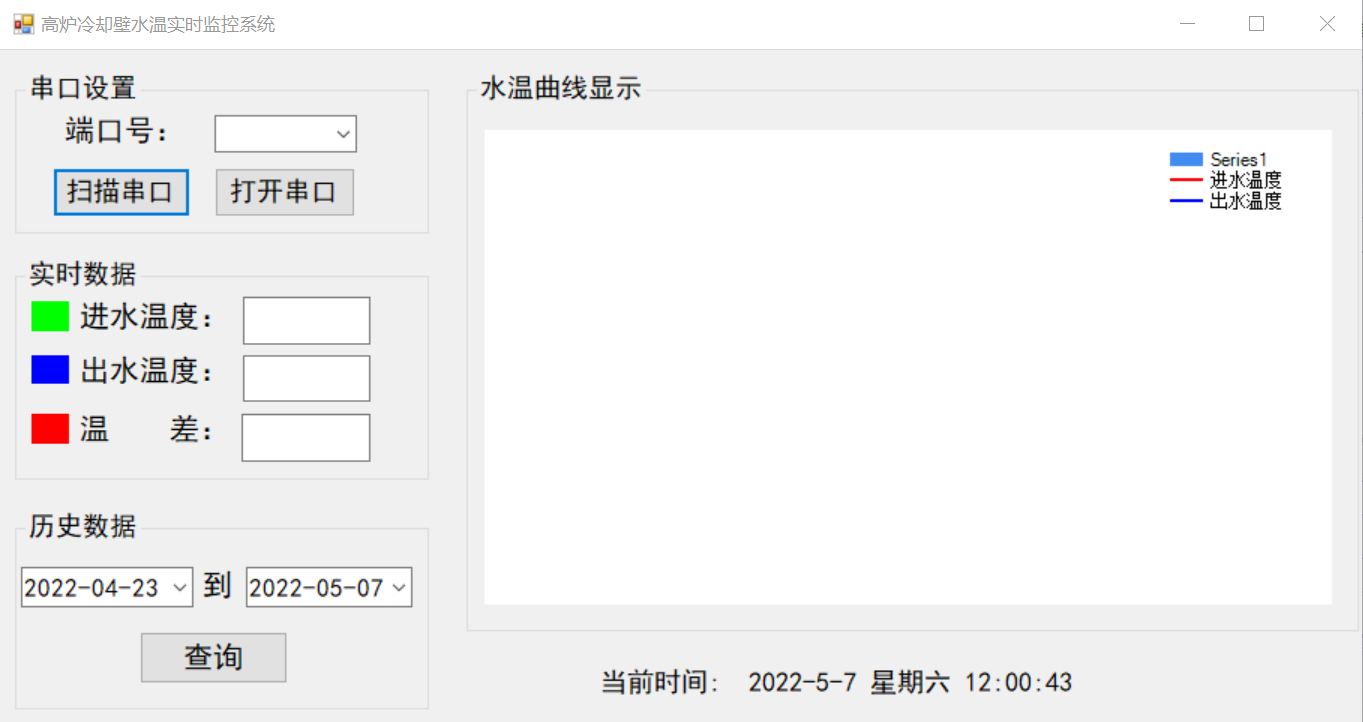 高炉冷却壁水温实时监控系统
串口设置
端口号：
扫描串口 打开串口
实时数据
进水温度：
出水温度：
温 差：
历史数据
2022-04-23 到 2022-05-07
查询
水温曲线显示
Series1
进水温度
出水温度
当前时间： 2022-5-7 星期六 12:00:43